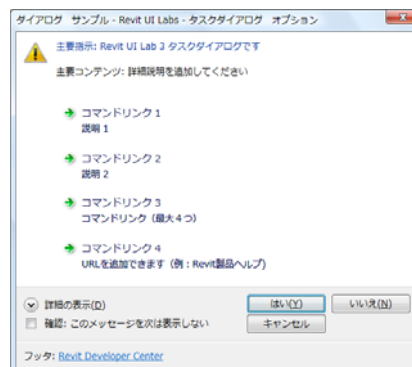 ダイアログ サンプル - Revit UI Labs - タスクダイアログ オプション
主要指示: Revit UI Lab 3 タスクダイアログです
主要コンテンツ: 詳細説明を追加してください
コマンドリンク 1
説明 1
コマンドリンク 2
説明 2
コマンドリンク 3
コマンドリンク (最大４つ)
コマンドリンク 4
URLを追加できます (例：Revit製品ヘルプ)
詳細の表示(D) はい(Y) いいえ(N)
確認: このメッセージを次は表示しない キャンセル
フッタ: Revit Developer Center